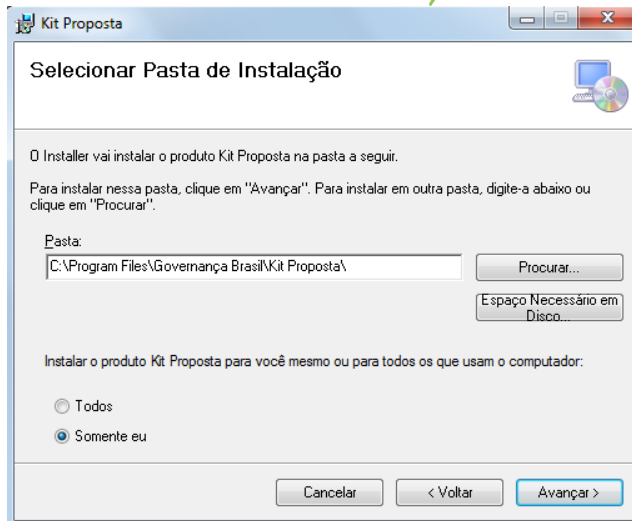 Kit Proposta
Selecionar Pasta de Instalação
O Installer vai instalar o produto Kit Proposta na pasta a seguir.
Para instalar nessa pasta, clique em "Avançar". Para instalar em outra pasta, digite-a abaixo ou
clique em "Procurar".
Pasta:
C:\Program Files\Governança Brasil\Kit Proposta\
Procurar...
Espaço Necessário em
Disco...
Instalar o produto Kit Proposta para você mesmo ou para todos os que usam o computador:
Todos
Somente eu
Cancelar
< Voltar
Avançar >